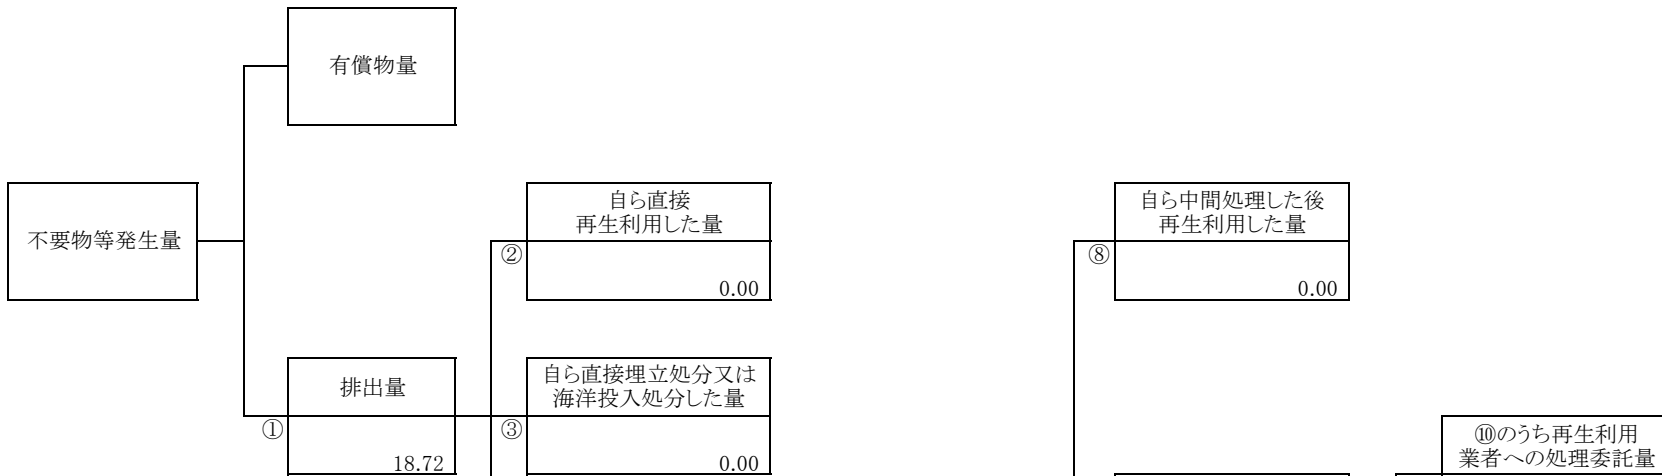 有償物量
不要物等発生量
自ら直接
再生利用した量
②
0.00
自ら中間処理した後
再生利用した量
⑧
0.00
排出量
①
18.72
自ら直接埋立処分又は
海洋投入処分した量
③
0.00
⑩のうち再生利用
業者への処理委託量